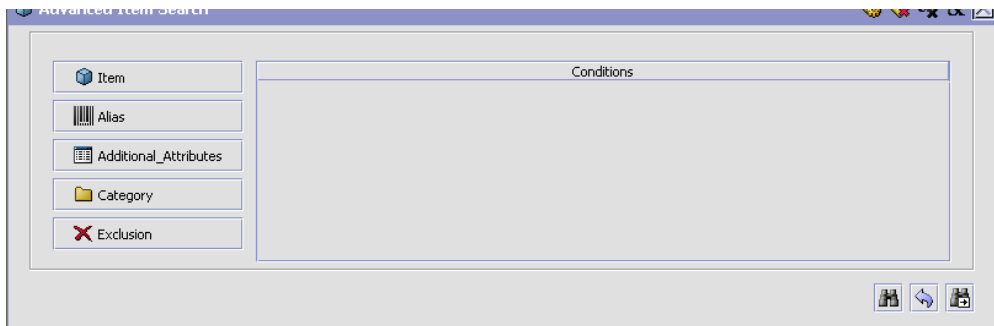 Advanced Item Search
Item
Conditions
Alias
Additional_Attributes
Category
Exclusion